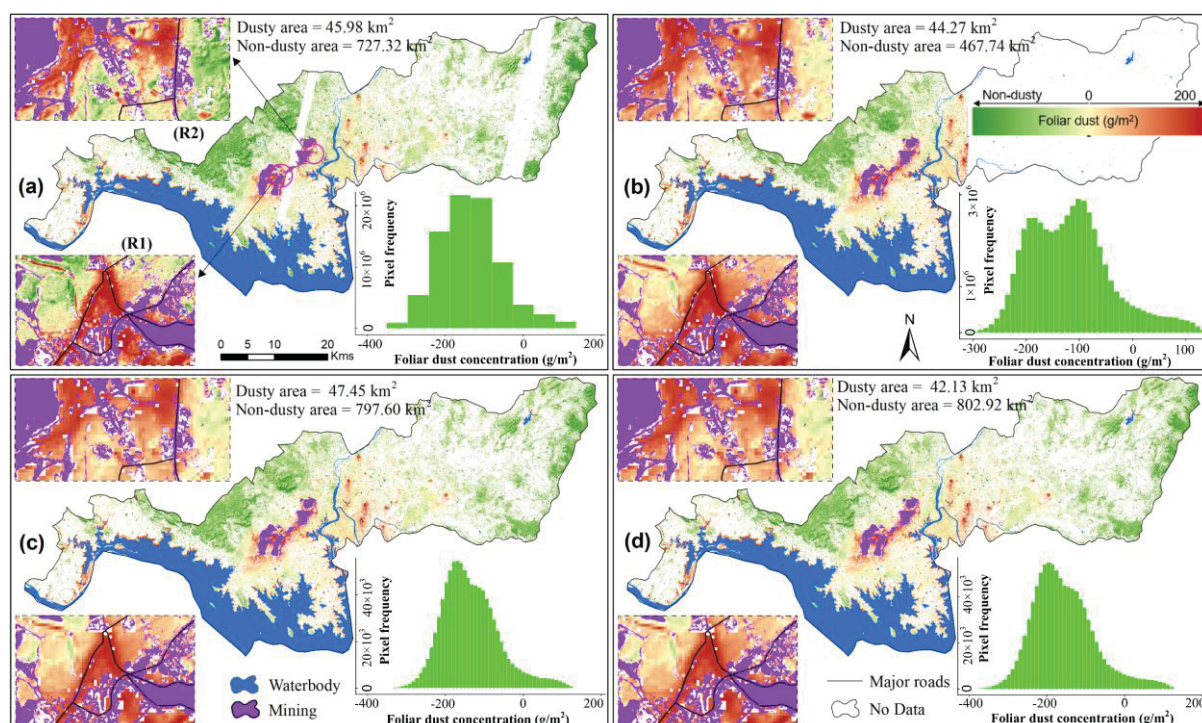 Dusty area = 45.98 km²
Non-dusty area = 727.32 km²
(R2)
(a)
(R1)
0 5 10 20
Kms
Pixel frequency
0 10×10⁶ 20×10⁶
-400 -200 0 200
Foliar dust concentration (g/m²)
Dusty area = 44.27 km²
Non-dusty area = 467.74 km²
Non-dusty 0 200
Foliar dust (g/m²)
(b)
N
Pixel frequency
0 1×10⁶ 3×10⁶
-300 -200 -100 0 100
Foliar dust concentration (g/m²)
Dusty area = 47.45 km²
Non-dusty area = 797.60 km²
(c)
Pixel frequency
0 20×10³ 40×10³
-400 -200 0 200
Foliar dust concentration (g/m²)
Waterbody
Mining
Dusty area = 42.13 km²
Non-dusty area = 802.92 km²
(d)
Pixel frequency
0 20×10³ 40×10³
-400 -200 0 200
Foliar dust concentration (g/m²)
Major roads
No Data